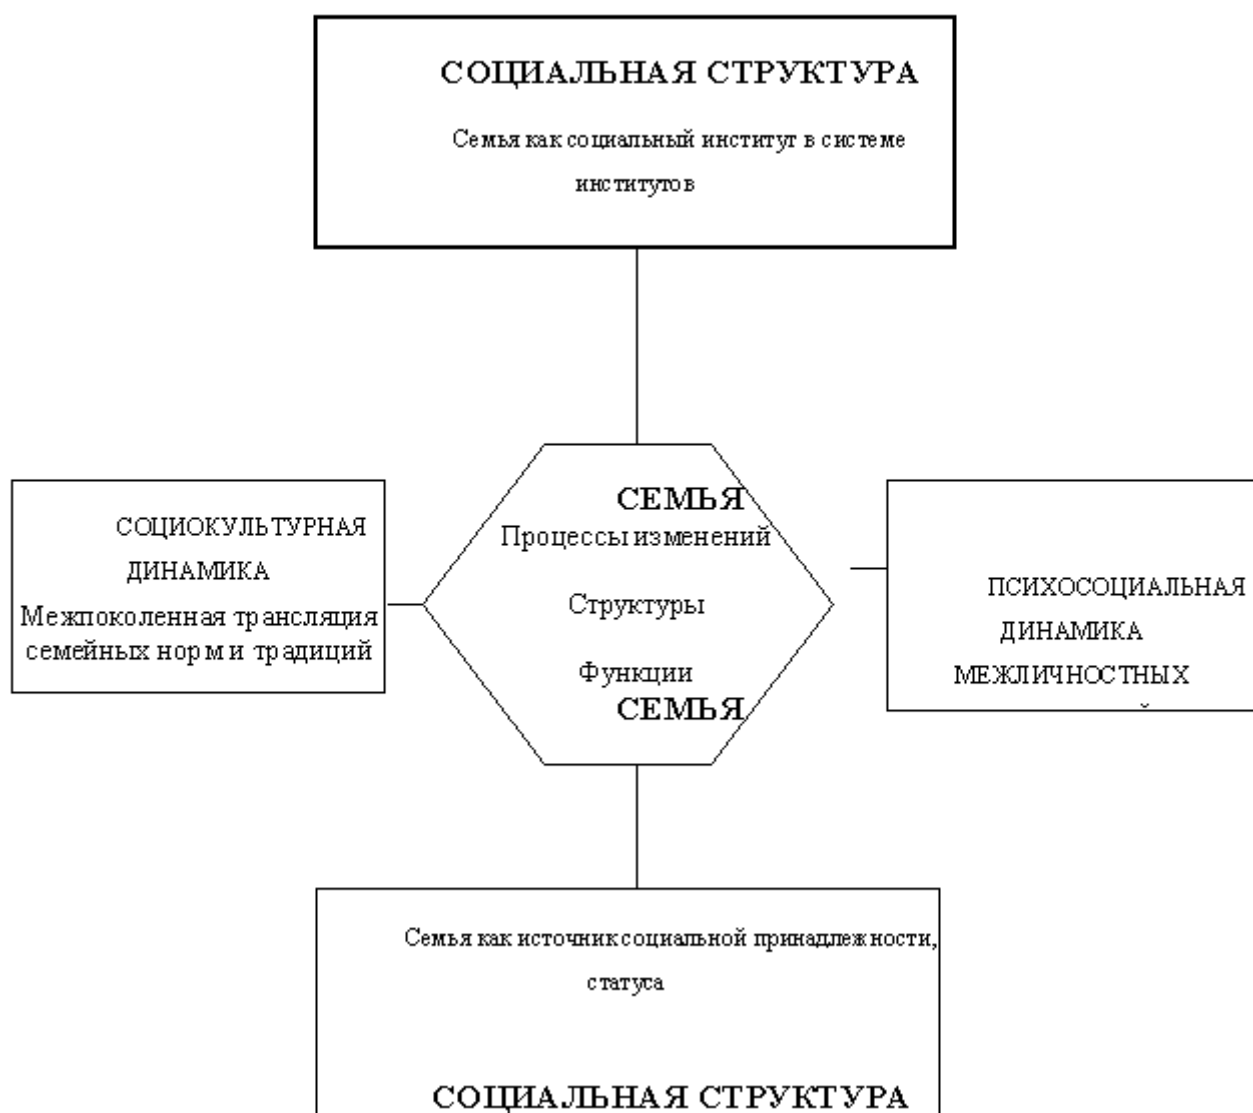 СОЦИАЛЬНАЯ СТРУКТУРА
Семья как социальный институт в системе
институтов
СОЦИОКУЛЬТУРНАЯ
ДИНАМИКА
Межпоколенная трансляция
семейных норм и традиций
СЕМЬЯ
Процессы изменений
Структуры
Функции
СЕМЬЯ
ПСИХОСОЦИАЛЬНАЯ
ДИНАМИКА
МЕЖЛИЧНОСТНЫХ
Семья как источник социальной принадлежности,
статуса
СОЦИАЛЬНАЯ СТРУКТУРА